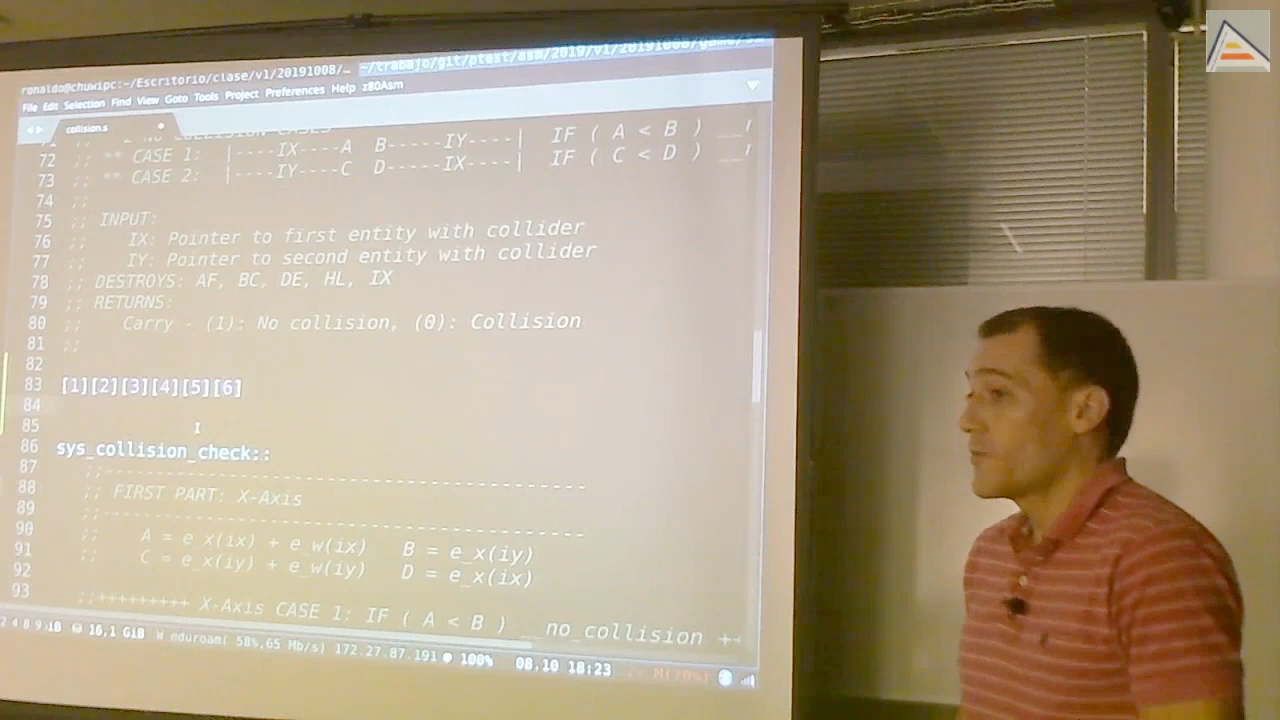 ronaldo@chuwipc:~/Escritorio/clase/v1/20191008/… ~/trabajo/git/ptest/asm/2019/v1/20191008/game/s
File Edit Selection Find View Goto Tools Project Preferences Help z80Asm
collision.s
72 ;; ** CASE 1: |----IX----A B-----IY----| IF ( A < B )
73 ;; ** CASE 2: |----IY----C D-----IX----| IF ( C < D )
74 ;;
75 ;; INPUT:
76 ;; IX: Pointer to first entity with collider
77 ;; IY: Pointer to second entity with collider
78 ;; DESTROYS: AF, BC, DE, HL, IX
79 ;; RETURNS:
80 ;; Carry - (1): No collision, (0): Collision
81 ;;
82
83 [1][2][3][4][5][6]
84
85
86 sys_collision_check::
87 ;;--------------------------------------------------
88 ;; FIRST PART: X-Axis
89 ;;--------------------------------------------------
90 ;; A = e_x(ix) + e_w(ix) B = e_x(iy)
91 ;; C = e_x(iy) + e_w(iy) D = e_x(ix)
92
93 ;;+++++++++ X-Axis CASE 1: IF ( A < B ) __no_collision +-
16,1 GiB W eduroam( 58%,65 Mb/s) 172.27.87.191 100% 08.10 18:23